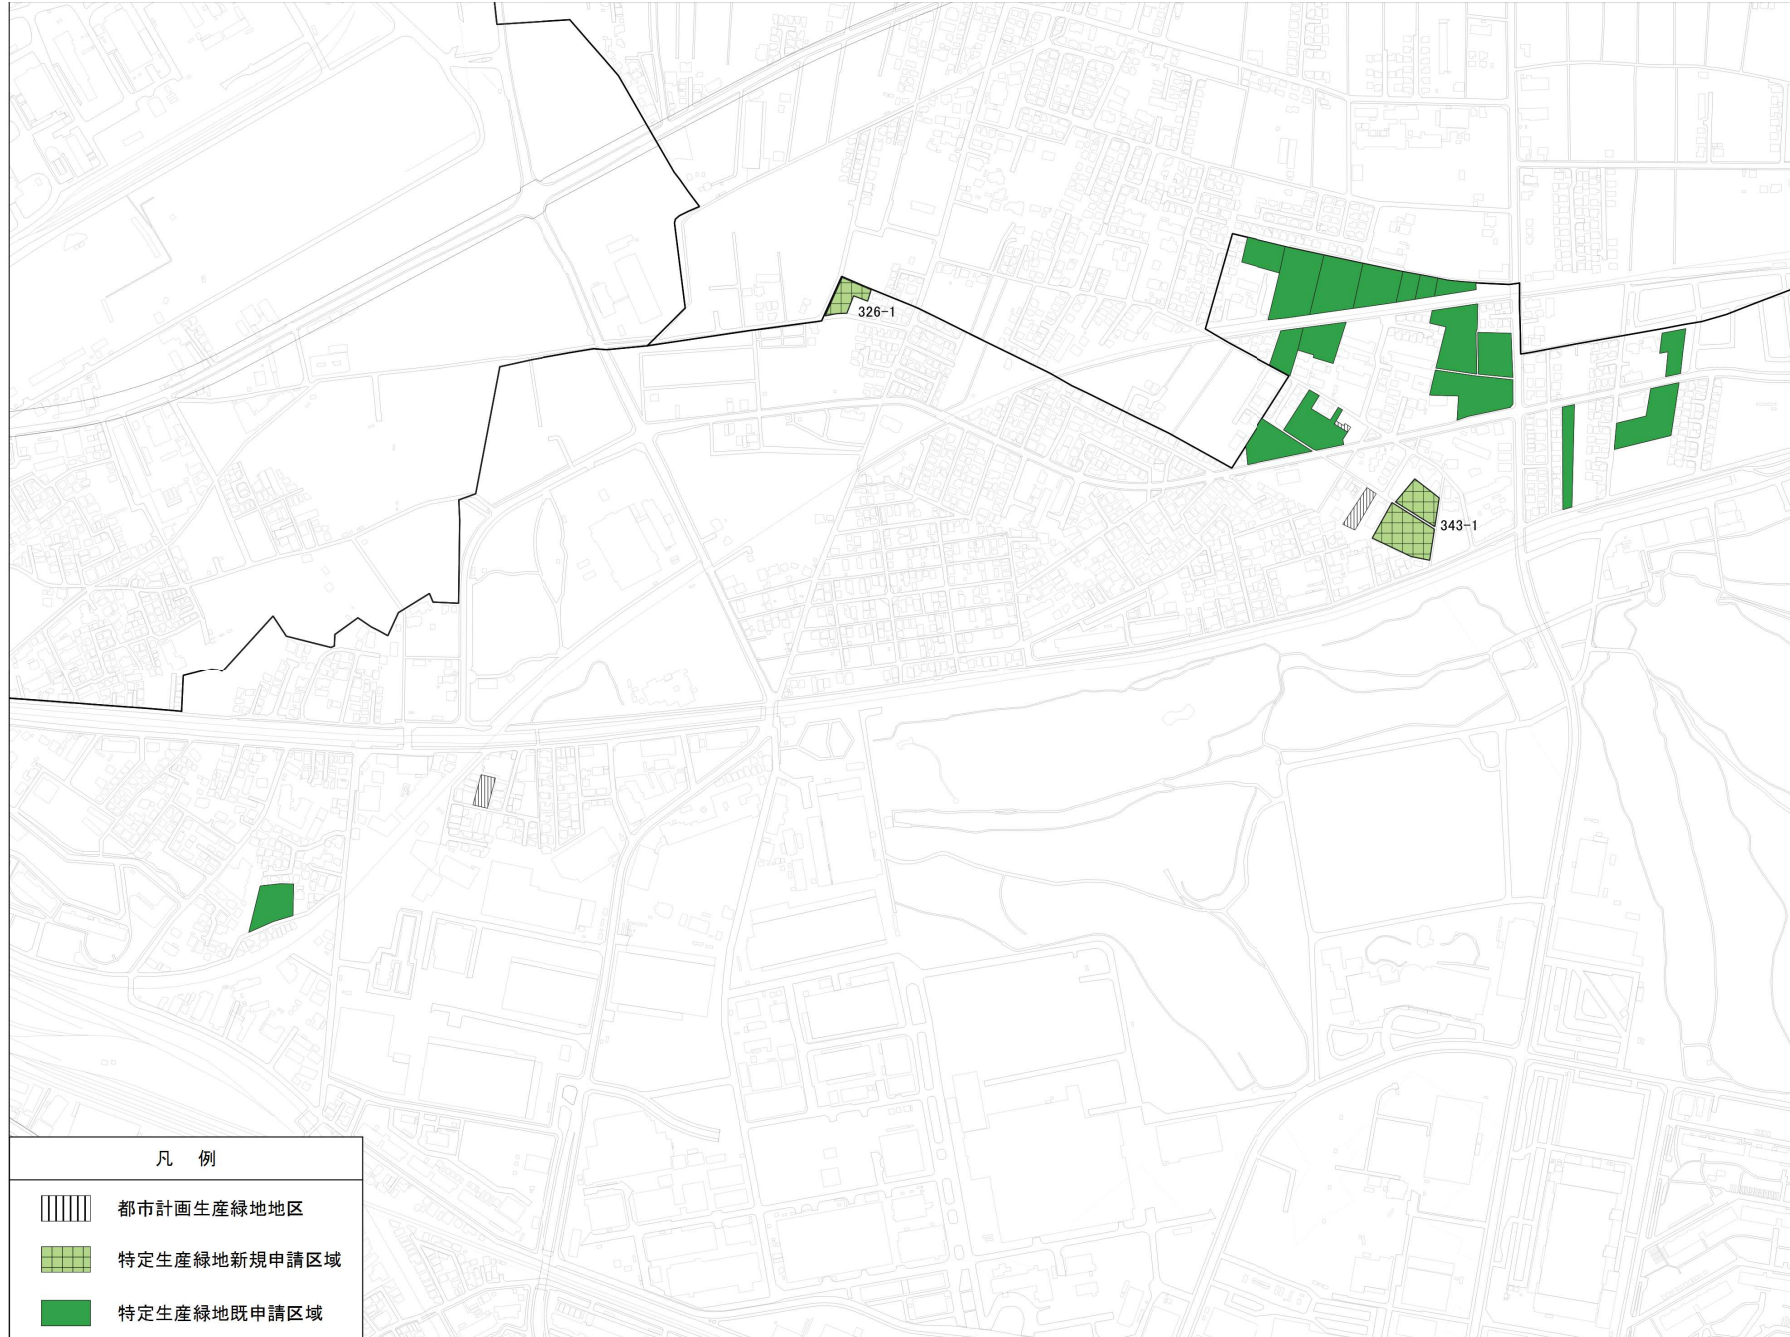 326-1
343-1
凡 例
都市計画生産緑地地区
特定生産緑地新規申請区域
特定生産緑地既申請区域